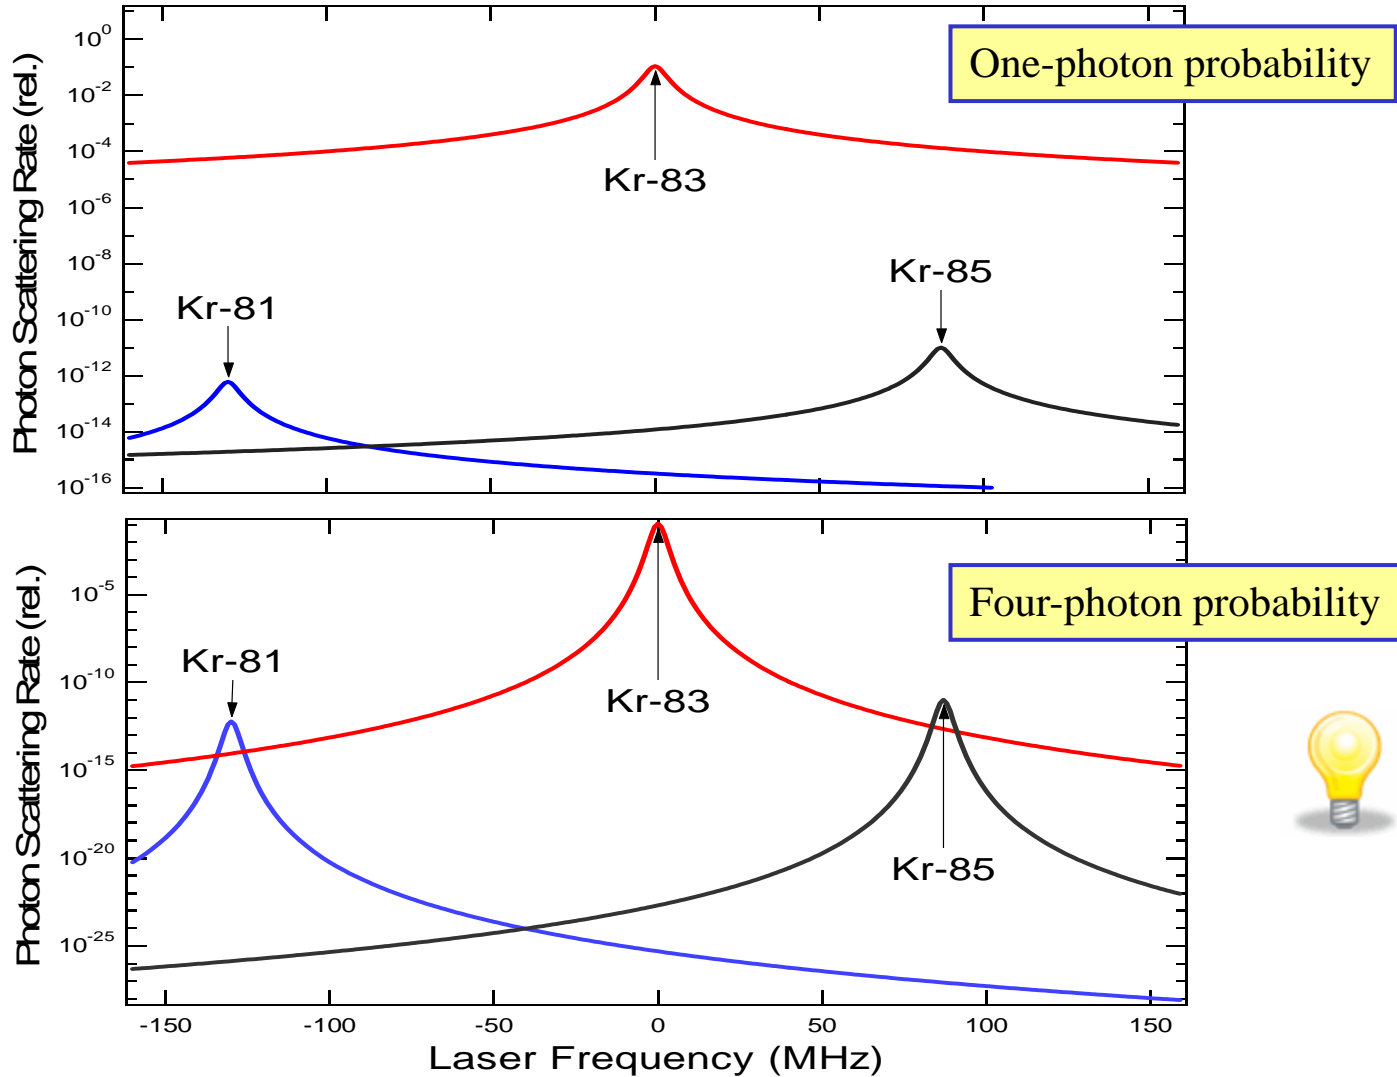 Photon Scattering Rate (rel.)
10⁰
10⁻²
10⁻⁴
10⁻⁶
10⁻⁸
10⁻¹⁰
10⁻¹²
10⁻¹⁴
10⁻¹⁶
One-photon probability
Kr-83
Kr-85
Kr-81
Photon Scattering Rate (rel.)
10⁻⁵
10⁻¹⁰
10⁻¹⁵
10⁻²⁰
10⁻²⁵
Four-photon probability
Kr-81
Kr-83
Kr-85
-150 -100 -50 0 50 100 150
Laser Frequency (MHz)